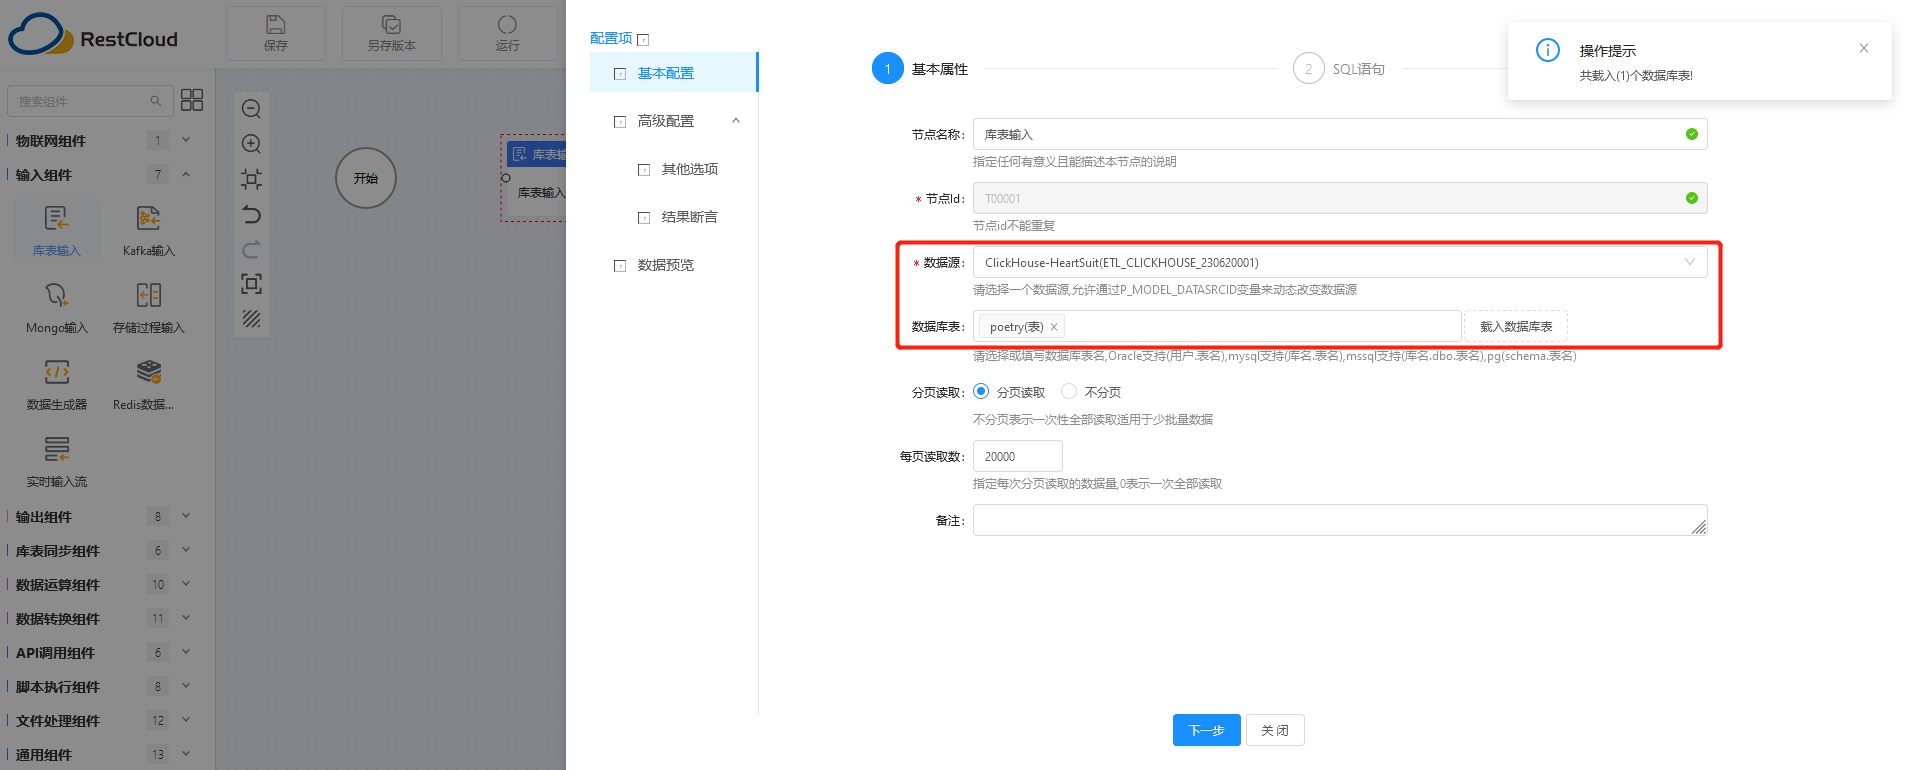 RestCloud
保存
另存版本
运行
搜索组件
物联网组件 1
输入组件 7
库表输入
Kafka输入
Mongo输入
存储过程输入
数据生成器
Redis数据...
实时输入流
输出组件 8
库表同步组件 6
数据运算组件 10
数据转换组件 11
API调用组件 6
脚本执行组件 8
文件处理组件 12
通用组件 13
开始
库表输
库表输入
配置项
基本配置
高级配置
其他选项
结果断言
数据预览
1 基本属性
2 SQL语句
操作提示
共载入(1)个数据库表!
节点名称: 库表输入
指定任何有意义且能描述本节点的说明
* 节点Id: T00001
节点id不能重复
* 数据源: ClickHouse-HeartSuit(ETL_CLICKHOUSE_230620001)
请选择一个数据源,允许通过P_MODEL_DATASRCID变量来动态改变数据源
数据库表: poetry(表) × 载入数据库表
请选择或填写数据库表名,Oracle支持(用户.表名),mysql支持(库名.表名),mssql支持(库名.dbo.表名),pg(schema.表名)
分页读取: 分页读取 不分页
不分页表示一次性全部读取适用于少批量数据
每页读取数: 20000
指定每次分页读取的数据量,0表示一次全部读取
备注:
下一步
关 闭